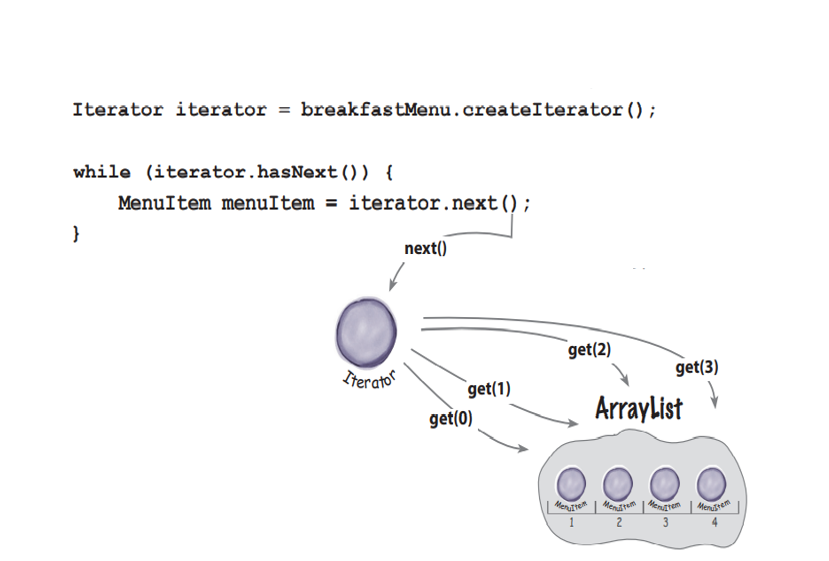 Iterator iterator = breakfastMenu.createIterator();
while (iterator.hasNext()) {
MenuItem menuItem = iterator.next();
}
next()
Iterator
get(2)
get(3)
get(1)
get(0)
ArrayList
MenuItem MenuItem MenuItem MenuItem
1 2 3 4